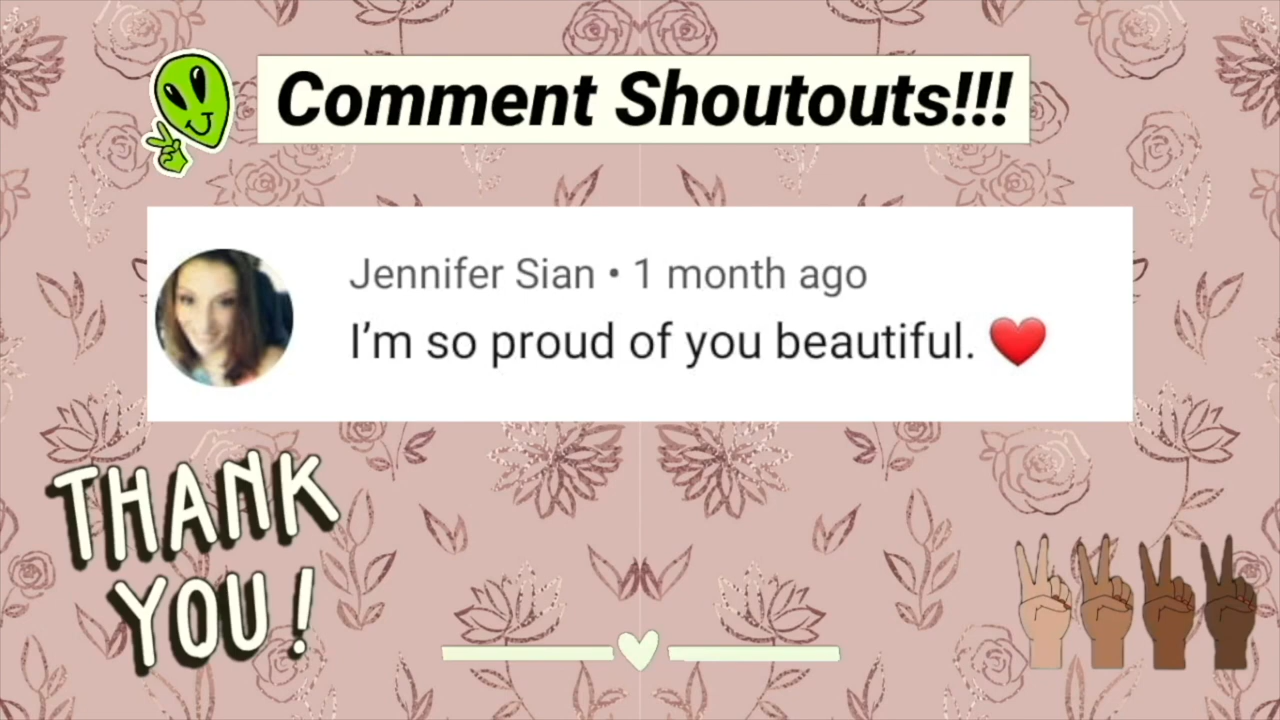 Comment Shoutouts!!!
Jennifer Sian • 1 month ago
I’m so proud of you beautiful. ❤️
THANK
YOU!